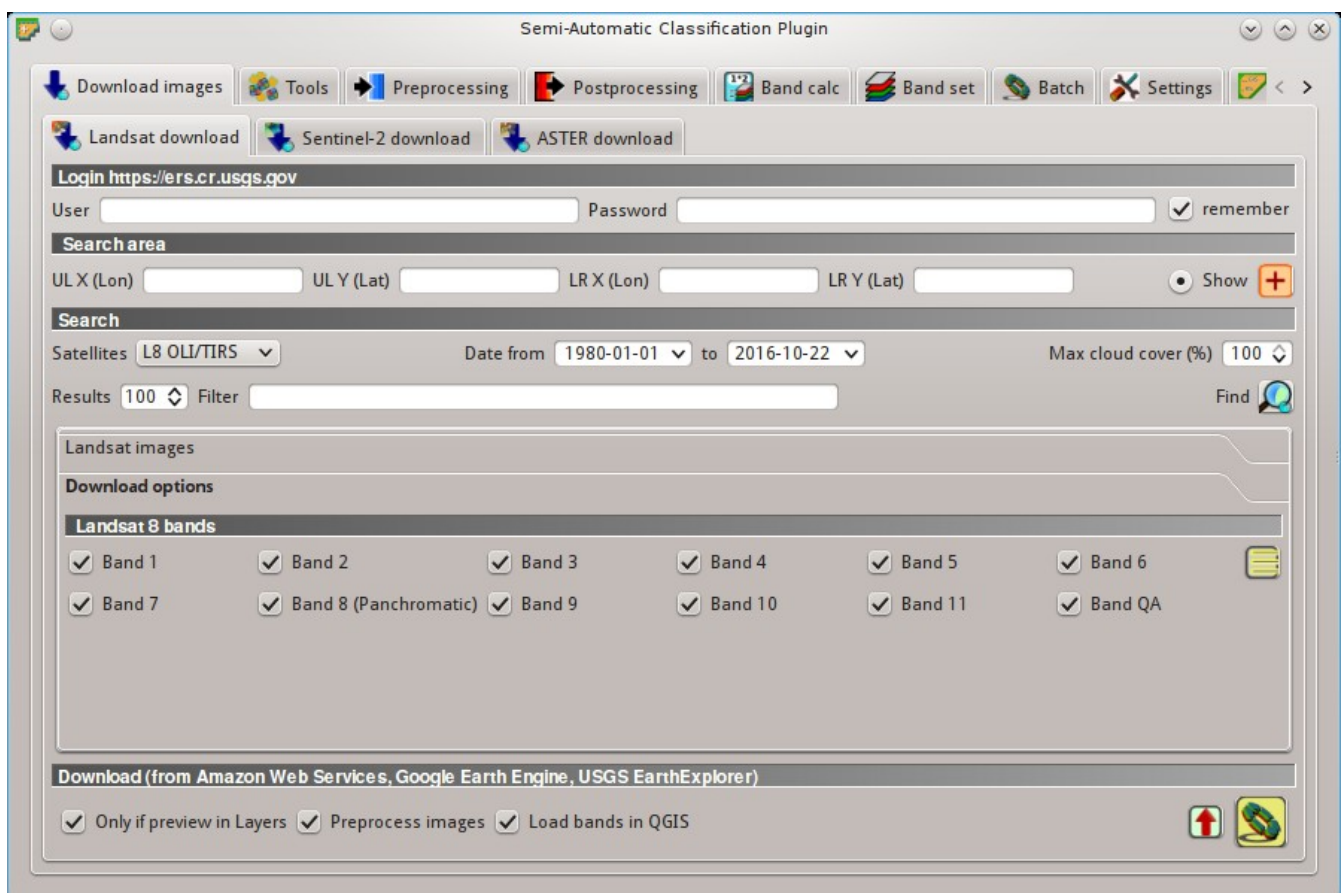 Semi-Automatic Classification Plugin
Download images Tools Preprocessing Postprocessing Band calc Band set Batch Settings
Landsat download Sentinel-2 download ASTER download
Login https://ers.cr.usgs.gov
User Password remember
Search area
UL X (Lon) UL Y (Lat) LR X (Lon) LR Y (Lat) Show
Search
Satellites L8 OLI/TIRS Date from 1980-01-01 to 2016-10-22 Max cloud cover (%) 100
Results 100 Filter Find
Landsat images
Download options
Landsat 8 bands
Band 1 Band 2 Band 3 Band 4 Band 5 Band 6
Band 7 Band 8 (Panchromatic) Band 9 Band 10 Band 11 Band QA
Download (from Amazon Web Services, Google Earth Engine, USGS EarthExplorer)
Only if preview in Layers Preprocess images Load bands in QGIS